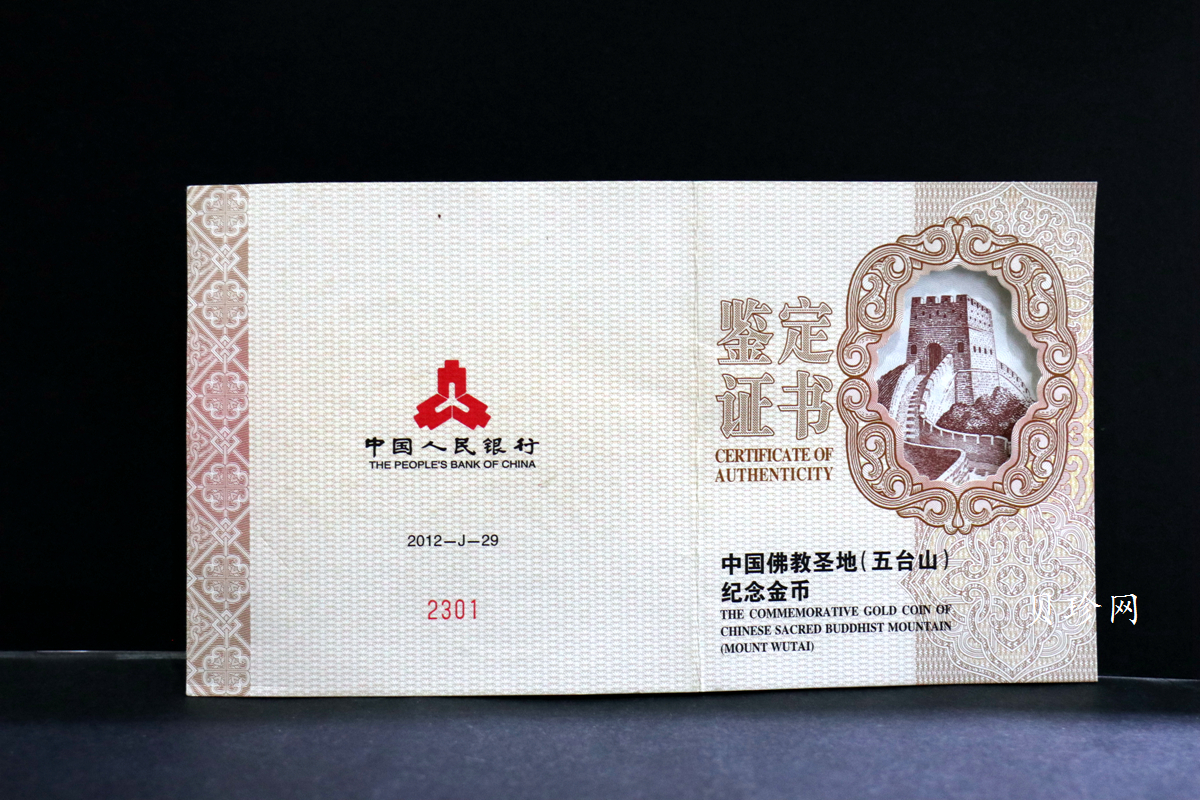 中国人民银行
THE PEOPLE'S BANK OF CHINA
2012—J—29
2301
鉴定
证书
CERTIFICATE OF
AUTHENTICITY
中国佛教圣地(五台山)
纪念金币
THE COMMEMORATIVE GOLD COIN OF
CHINESE SACRED BUDDHIST MOUNTAIN
(MOUNT WUTAI)
贝珍网